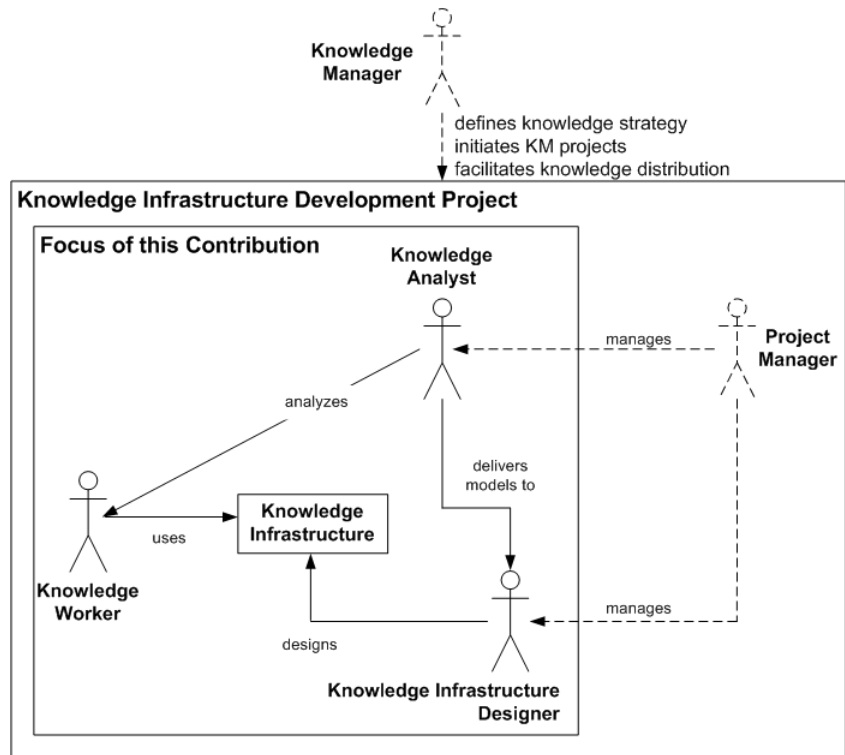 Knowledge
Manager
defines knowledge strategy
initiates KM projects
facilitates knowledge distribution
Knowledge Infrastructure Development Project
Focus of this Contribution
Knowledge
Analyst
manages
Project
Manager
analyzes
delivers
models to
Knowledge
Infrastructure
uses
Knowledge
Worker
manages
designs
Knowledge Infrastructure
Designer